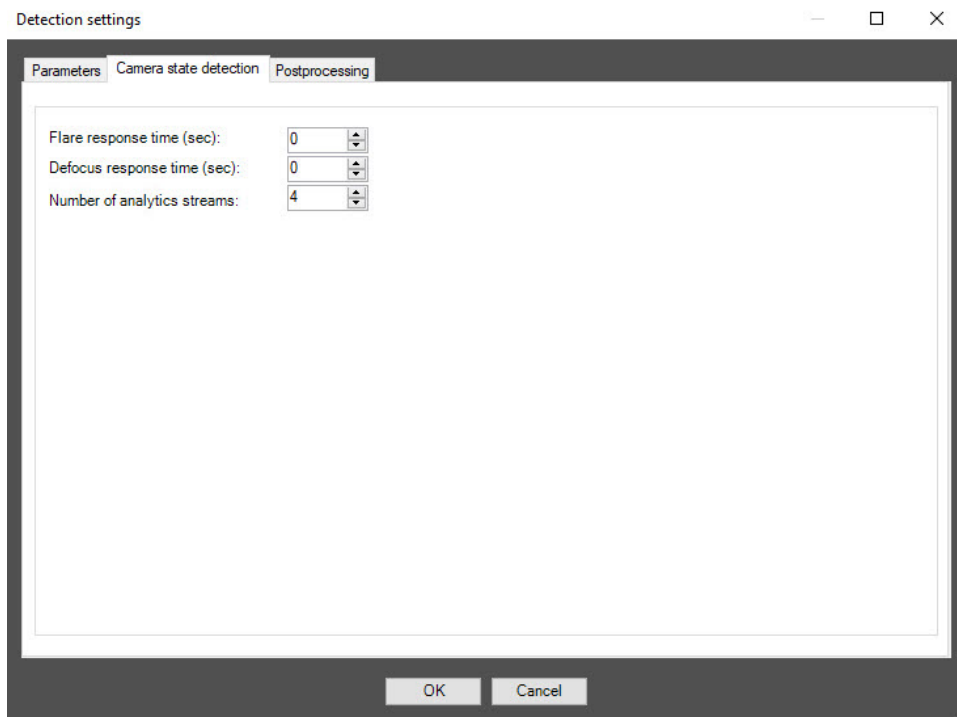 Detection settings
Parameters Camera state detection Postprocessing
Flare response time (sec): 0
Defocus response time (sec): 0
Number of analytics streams: 4
OK Cancel